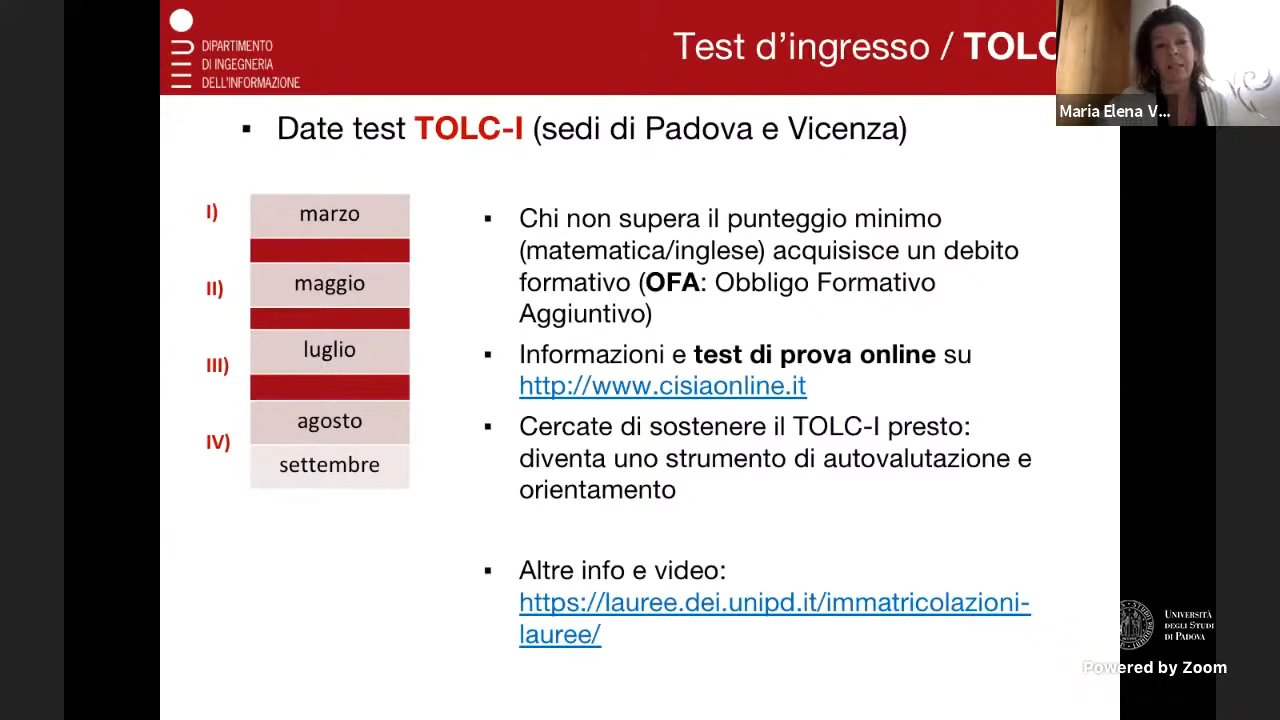 DIPARTIMENTO
DI INGEGNERIA
DELL'INFORMAZIONE
Test d'ingresso / TOLC
Maria Elena V...
▪ Date test TOLC-I (sedi di Padova e Vicenza)
I) marzo
II) maggio
III) luglio
IV) agosto
settembre
▪ Chi non supera il punteggio minimo
(matematica/inglese) acquisisce un debito
formativo (OFA: Obbligo Formativo
Aggiuntivo)
▪ Informazioni e test di prova online su
http://www.cisiaonline.it
▪ Cercate di sostenere il TOLC-I presto:
diventa uno strumento di autovalutazione e
orientamento
▪ Altre info e video:
https://lauree.dei.unipd.it/immatricolazioni-
lauree/
UNIVERSITÀ
DEGLI STUDI
DI PADOVA
Powered by Zoom